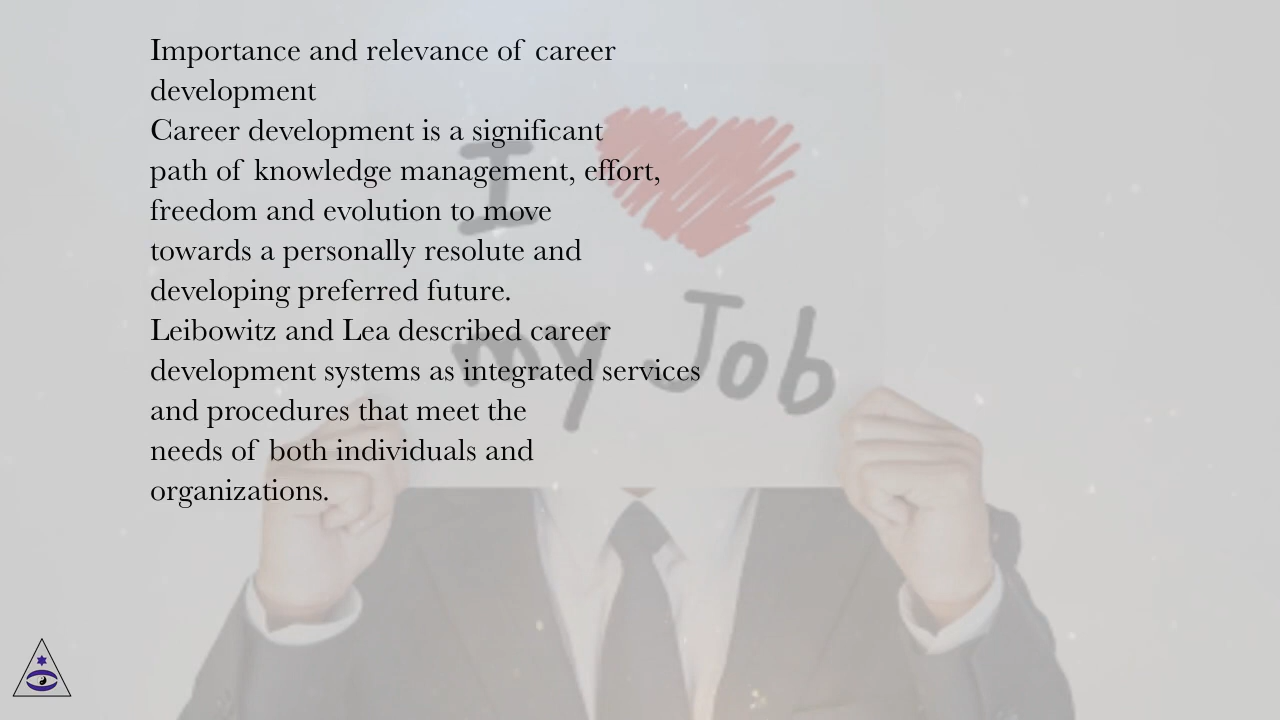 Importance and relevance of career
development
Career development is a significant
path of knowledge management, effort,
freedom and evolution to move
towards a personally resolute and
developing preferred future.
Leibowitz and Lea described career
development systems as integrated services
and procedures that meet the
needs of both individuals and
organizations.
I
my Job